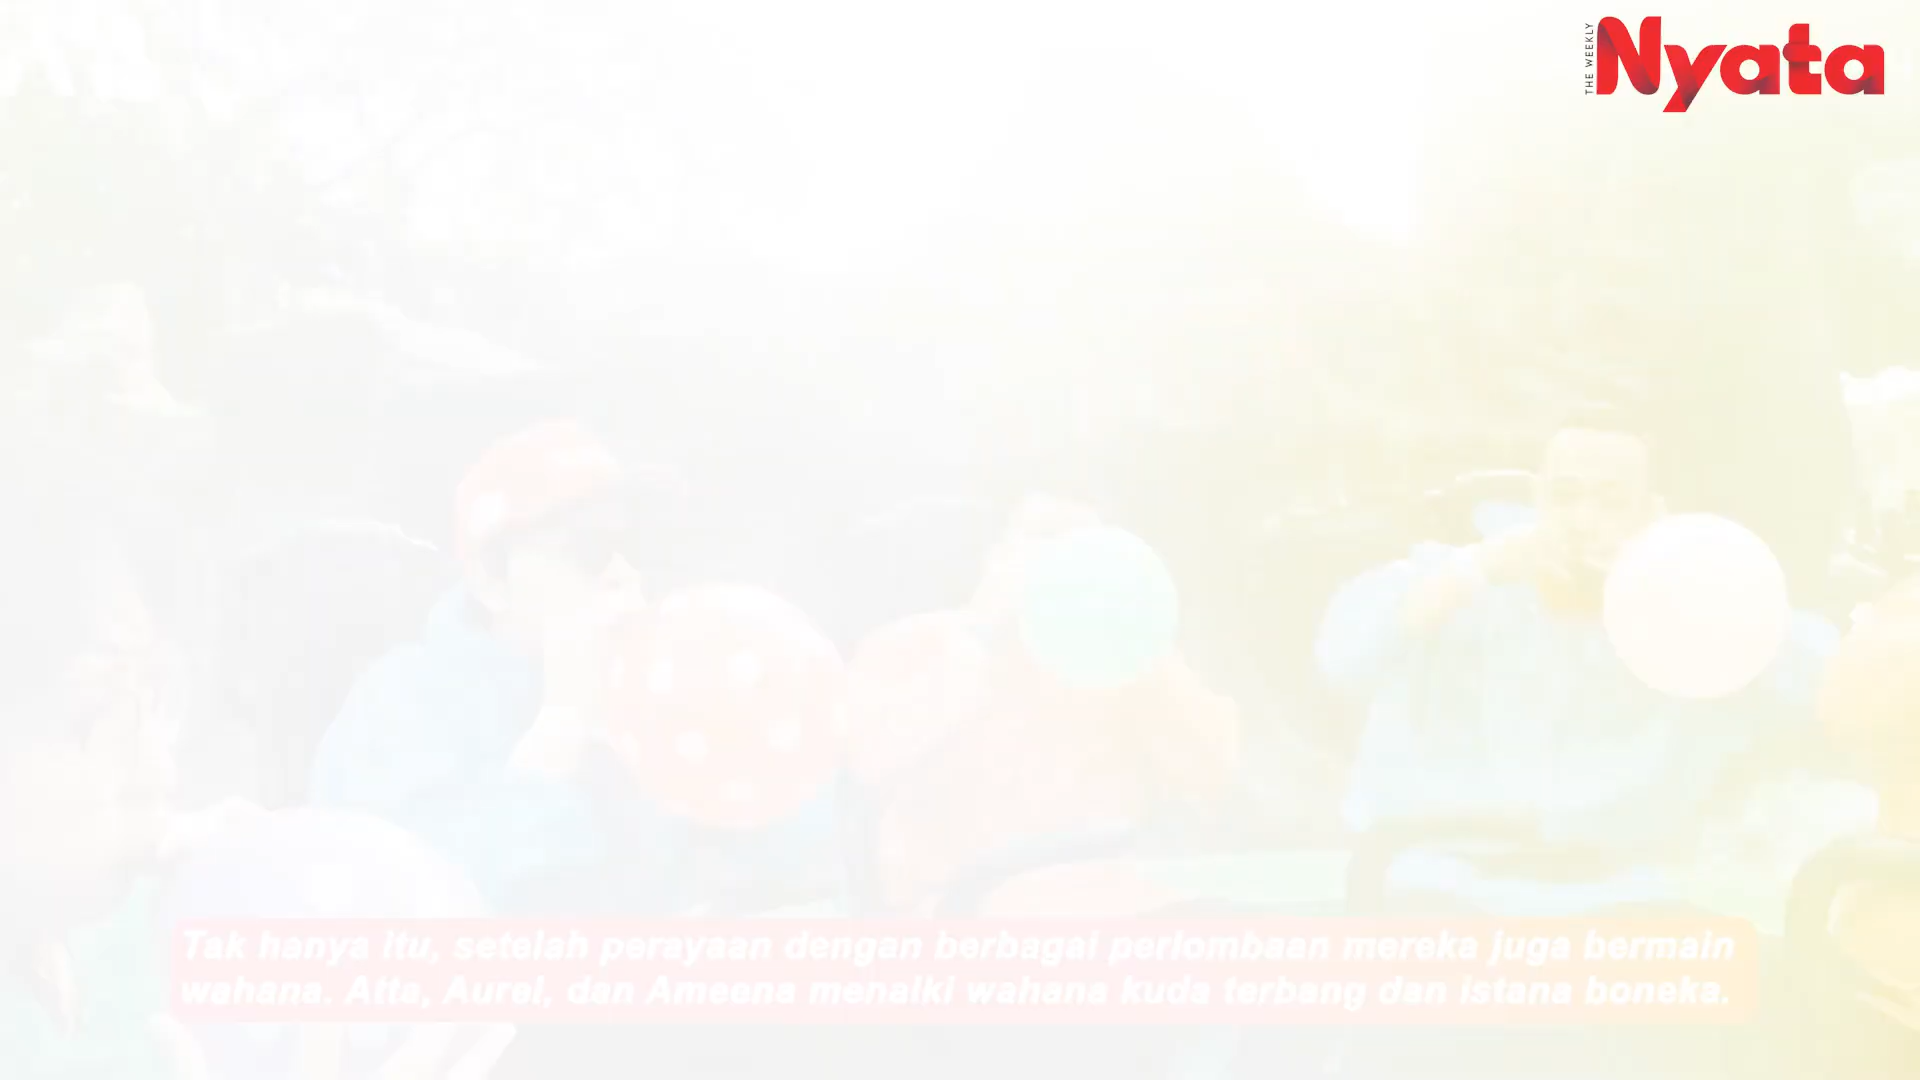 THE WEEKLY
Nyata
Tak hanya itu, setelah perayaan dengan berbagai perlombaan mereka juga bermain
wahana. Atta, Aurel, dan Ameena menaiki wahana kuda terbang dan istana boneka.